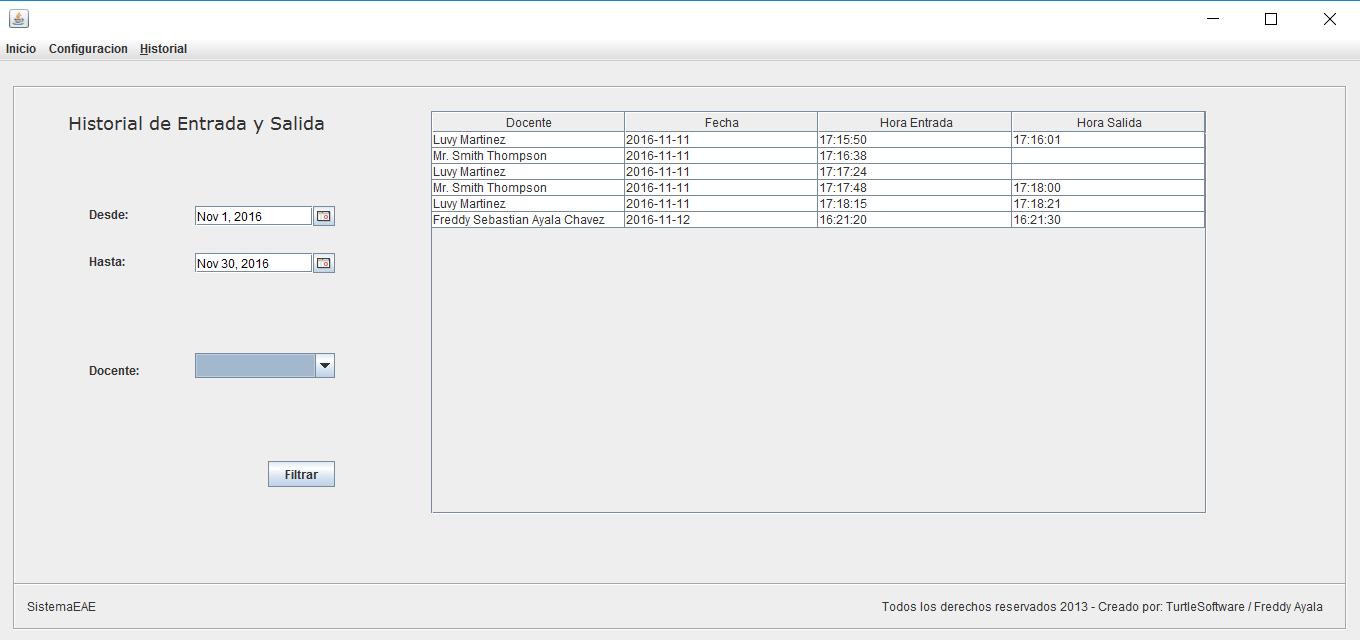 Inicio Configuracion Historial
Historial de Entrada y Salida
Desde: Nov 1, 2016
Hasta: Nov 30, 2016
Docente:
Filtrar
Docente Fecha Hora Entrada Hora Salida
Luvy Martinez 2016-11-11 17:15:50 17:16:01
Mr. Smith Thompson 2016-11-11 17:16:38
Luvy Martinez 2016-11-11 17:17:24
Mr. Smith Thompson 2016-11-11 17:17:48 17:18:00
Luvy Martinez 2016-11-11 17:18:15 17:18:21
Freddy Sebastian Ayala Chavez 2016-11-12 16:21:20 16:21:30
SistemaEAE
Todos los derechos reservados 2013 - Creado por: TurtleSoftware / Freddy Ayala